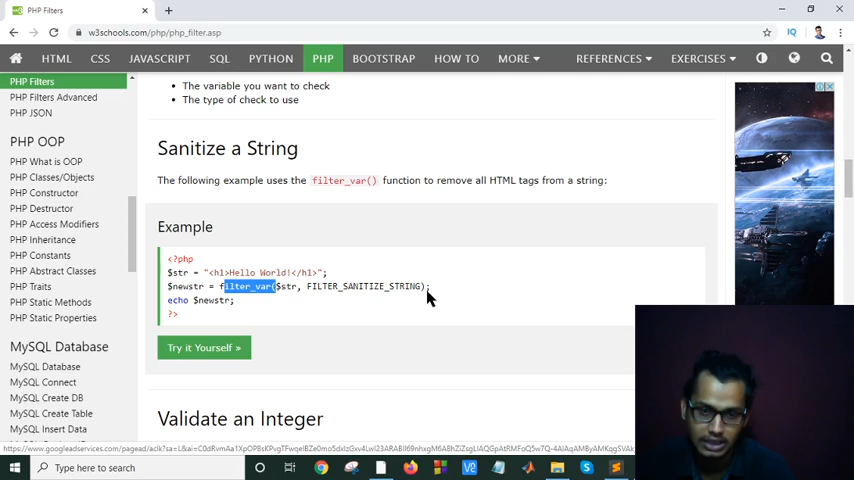 PHP Filters
w3schools.com/php/php_filter.asp
IQ
HTML CSS JAVASCRIPT SQL PYTHON PHP BOOTSTRAP HOW TO MORE REFERENCES EXERCISES
PHP Filters
PHP Filters Advanced
PHP JSON
PHP OOP
PHP What is OOP
PHP Classes/Objects
PHP Constructor
PHP Destructor
PHP Access Modifiers
PHP Inheritance
PHP Constants
PHP Abstract Classes
PHP Traits
PHP Static Methods
PHP Static Properties
MySQL Database
MySQL Database
MySQL Connect
MySQL Create DB
MySQL Create Table
MySQL Insert Data
• The variable you want to check
• The type of check to use
Sanitize a String
The following example uses the filter_var() function to remove all HTML tags from a string:
Example
<?php
$str = "<h1>Hello World!</h1>";
$newstr = filter_var($str, FILTER_SANITIZE_STRING);
echo $newstr;
?>
Try it Yourself »
Validate an Integer
Type here to search